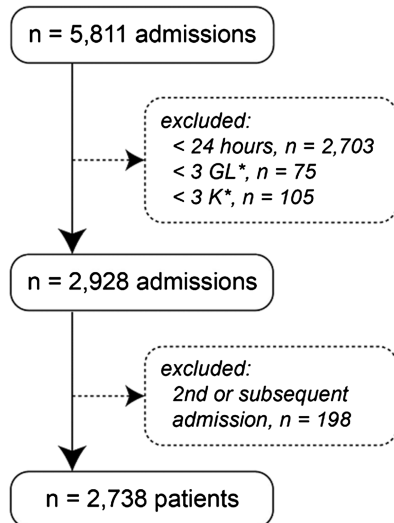 n = 5,811 admissions
excluded:
< 24 hours, n = 2,703
< 3 GL*, n = 75
< 3 K*, n = 105
n = 2,928 admissions
excluded:
2nd or subsequent
admission, n = 198
n = 2,738 patients